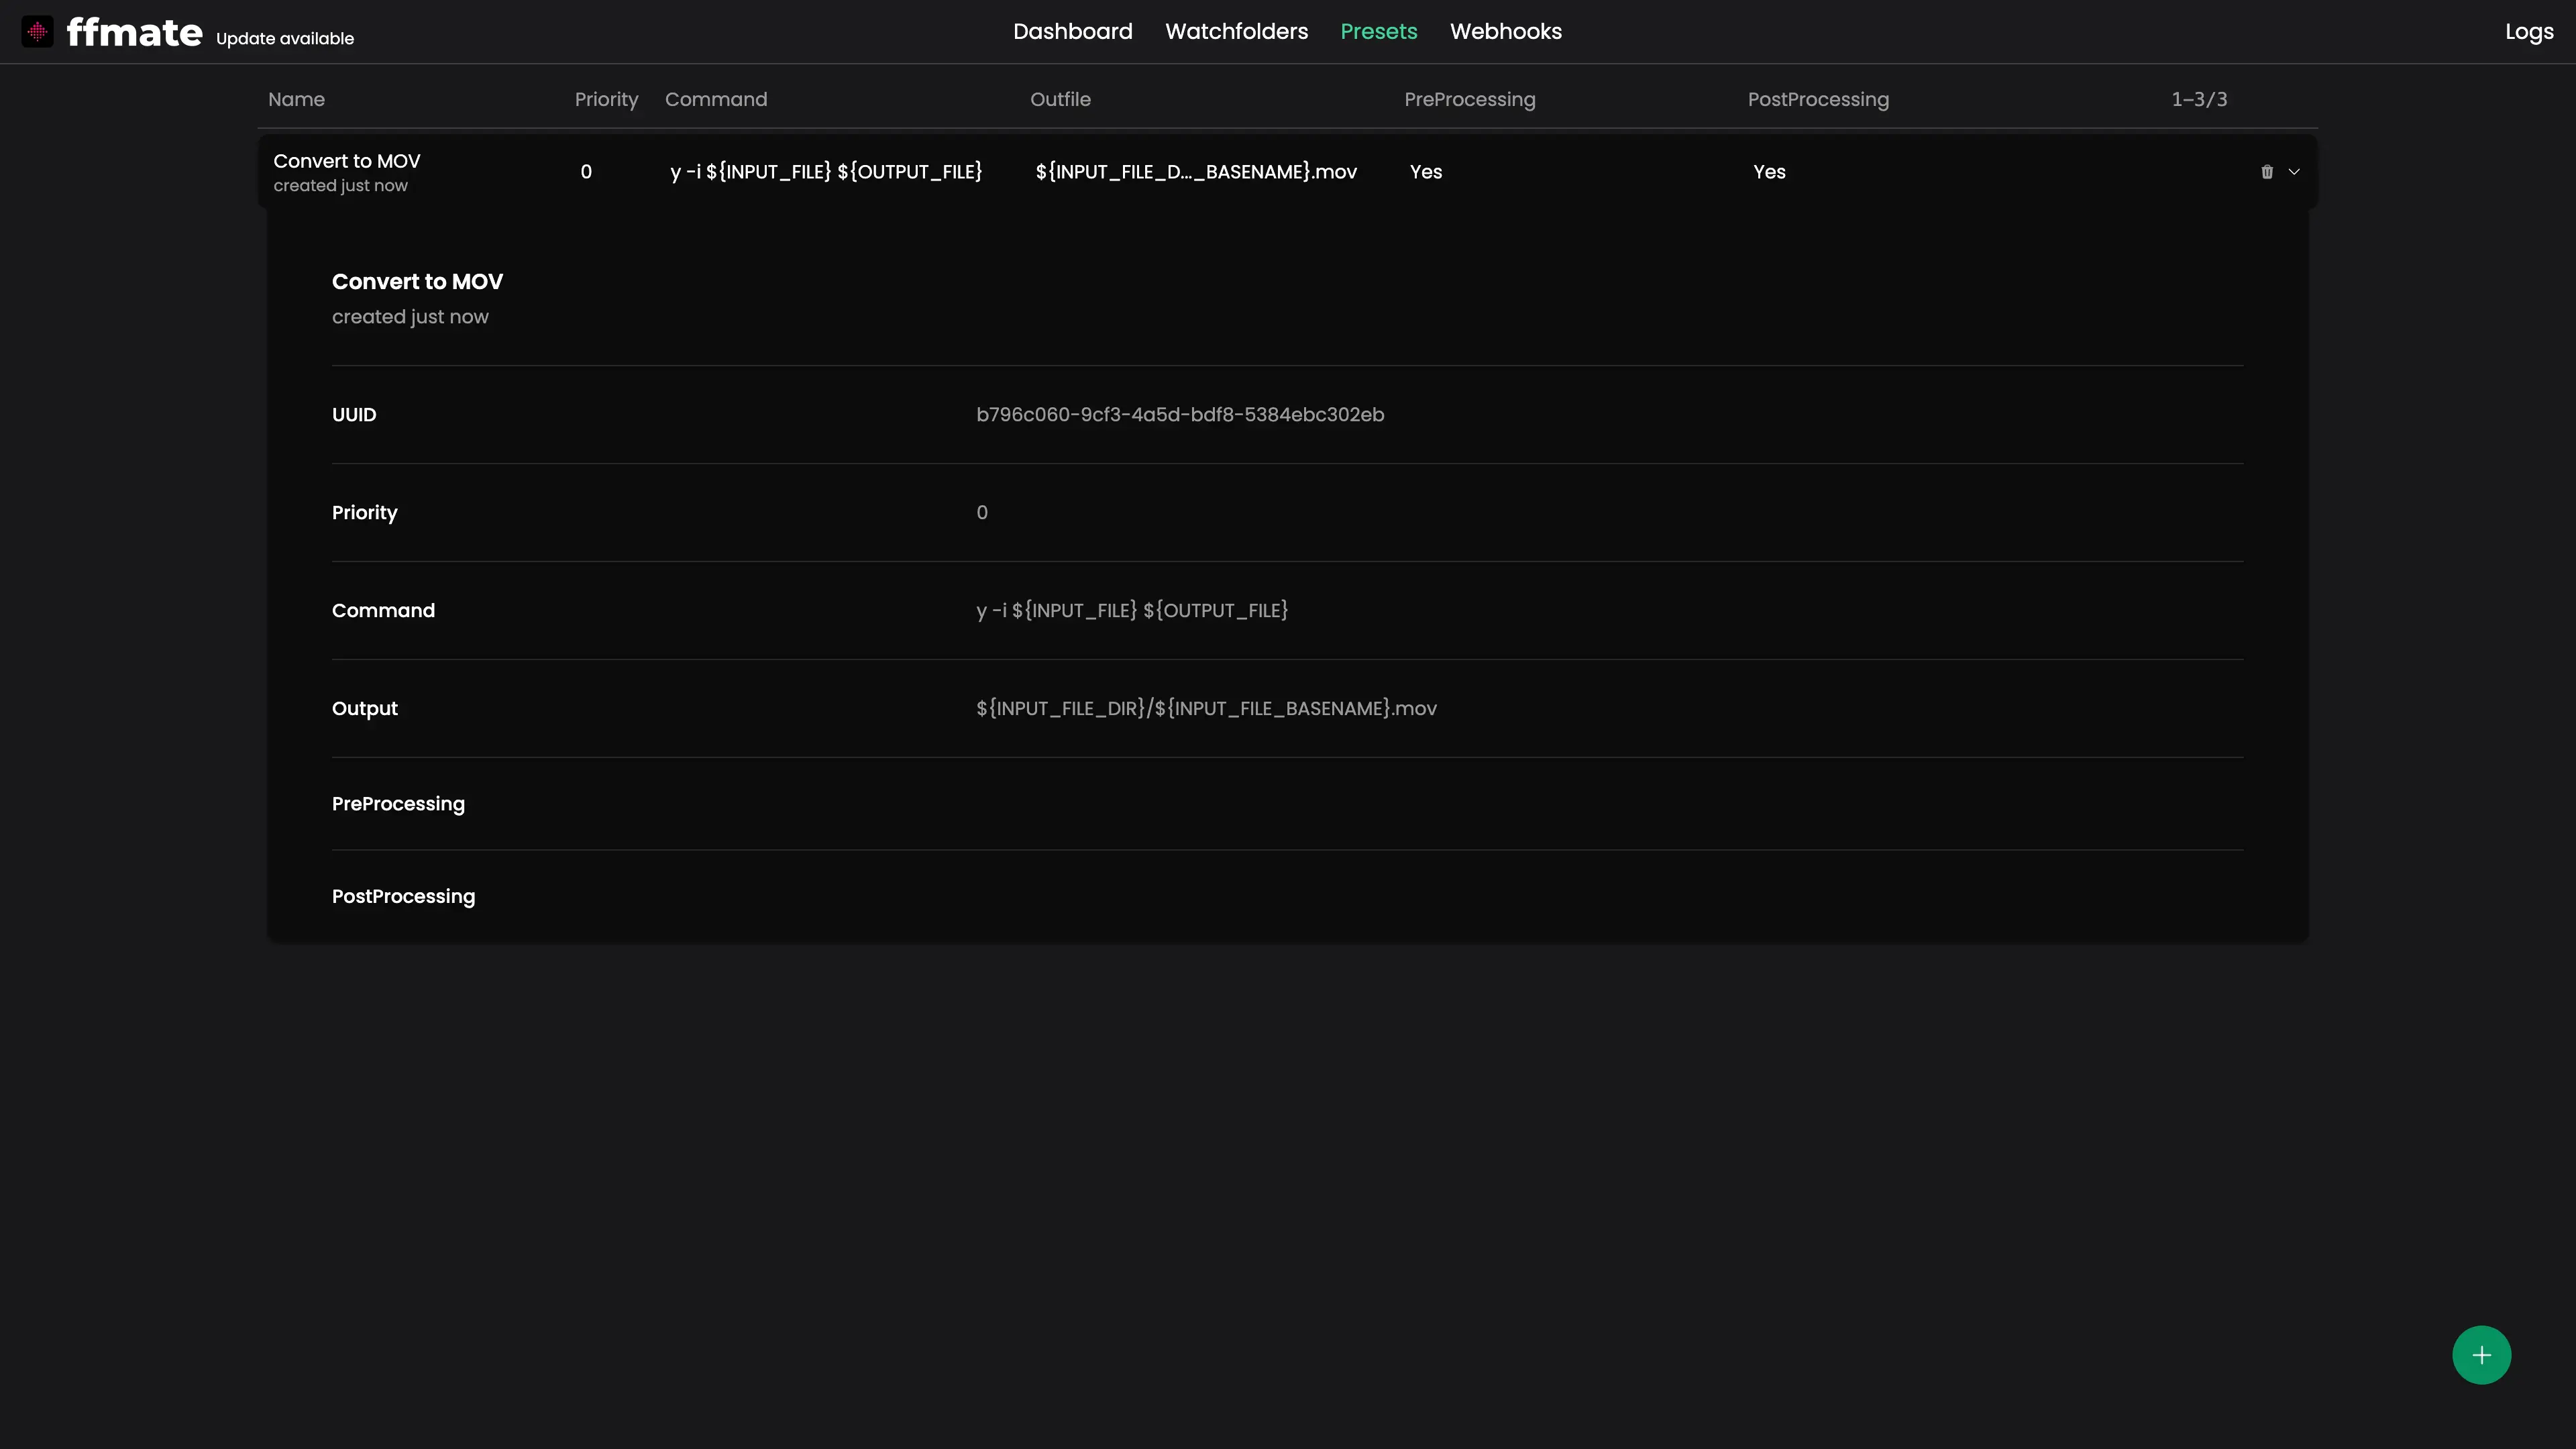 ffmate Update available Dashboard Watchfolders Presets Webhooks Logs
Name Priority Command Outfile PreProcessing PostProcessing 1–3/3
Convert to MOV 0 y -i ${INPUT_FILE} ${OUTPUT_FILE} ${INPUT_FILE_D..._BASENAME}.mov Yes Yes
created just now
Convert to MOV
created just now
UUID b796c060-9cf3-4a5d-bdf8-5384ebc302eb
Priority 0
Command y -i ${INPUT_FILE} ${OUTPUT_FILE}
Output ${INPUT_FILE_DIR}/${INPUT_FILE_BASENAME}.mov
PreProcessing
PostProcessing